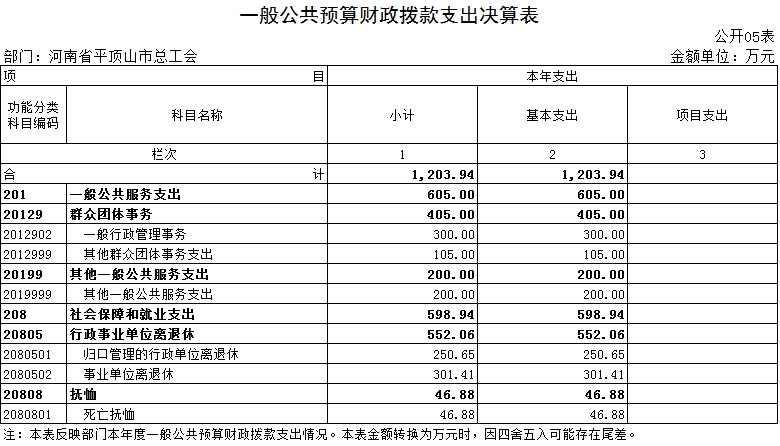 一般公共预算财政拨款支出决算表
公开05表
部门：河南省平顶山市总工会 金额单位：万元
项 目 本年支出
功能分类科目编码 科目名称 小计 基本支出 项目支出
栏次 1 2 3
合 计 1,203.94 1,203.94
201 一般公共服务支出 605.00 605.00
20129 群众团体事务 405.00 405.00
2012902 一般行政管理事务 300.00 300.00
2012999 其他群众团体事务支出 105.00 105.00
20199 其他一般公共服务支出 200.00 200.00
2019999 其他一般公共服务支出 200.00 200.00
208 社会保障和就业支出 598.94 598.94
20805 行政事业单位离退休 552.06 552.06
2080501 归口管理的行政单位离退休 250.65 250.65
2080502 事业单位离退休 301.41 301.41
20808 抚恤 46.88 46.88
2080801 死亡抚恤 46.88 46.88
注：本表反映部门本年度一般公共预算财政拨款支出情况。本表金额转换为万元时，因四舍五入可能存在尾差。